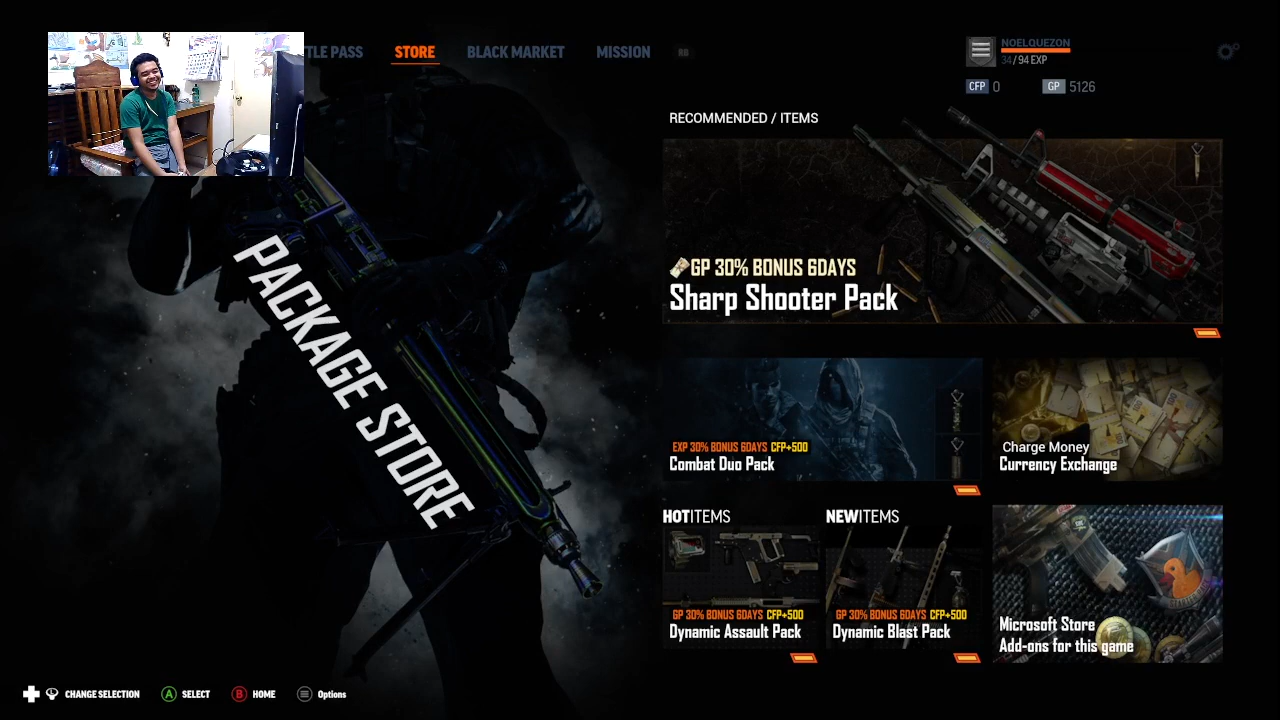 TTLE PASS
STORE
BLACK MARKET
MISSION
RB
NOELQUEZON
34/94 EXP
CFP 0
GP 5126
RECOMMENDED / ITEMS
GP 30% BONUS 6DAYS
Sharp Shooter Pack
PACKAGE STORE
EXP 30% BONUS 6DAYS CFP+500
Combat Duo Pack
Charge Money
Currency Exchange
HOTITEMS
NEWITEMS
GP 30% BONUS 6DAYS CFP+500
Dynamic Assault Pack
GP 30% BONUS 6DAYS CFP+500
Dynamic Blast Pack
Microsoft Store
Add-ons for this game
CHANGE SELECTION
A SELECT
B HOME
Options